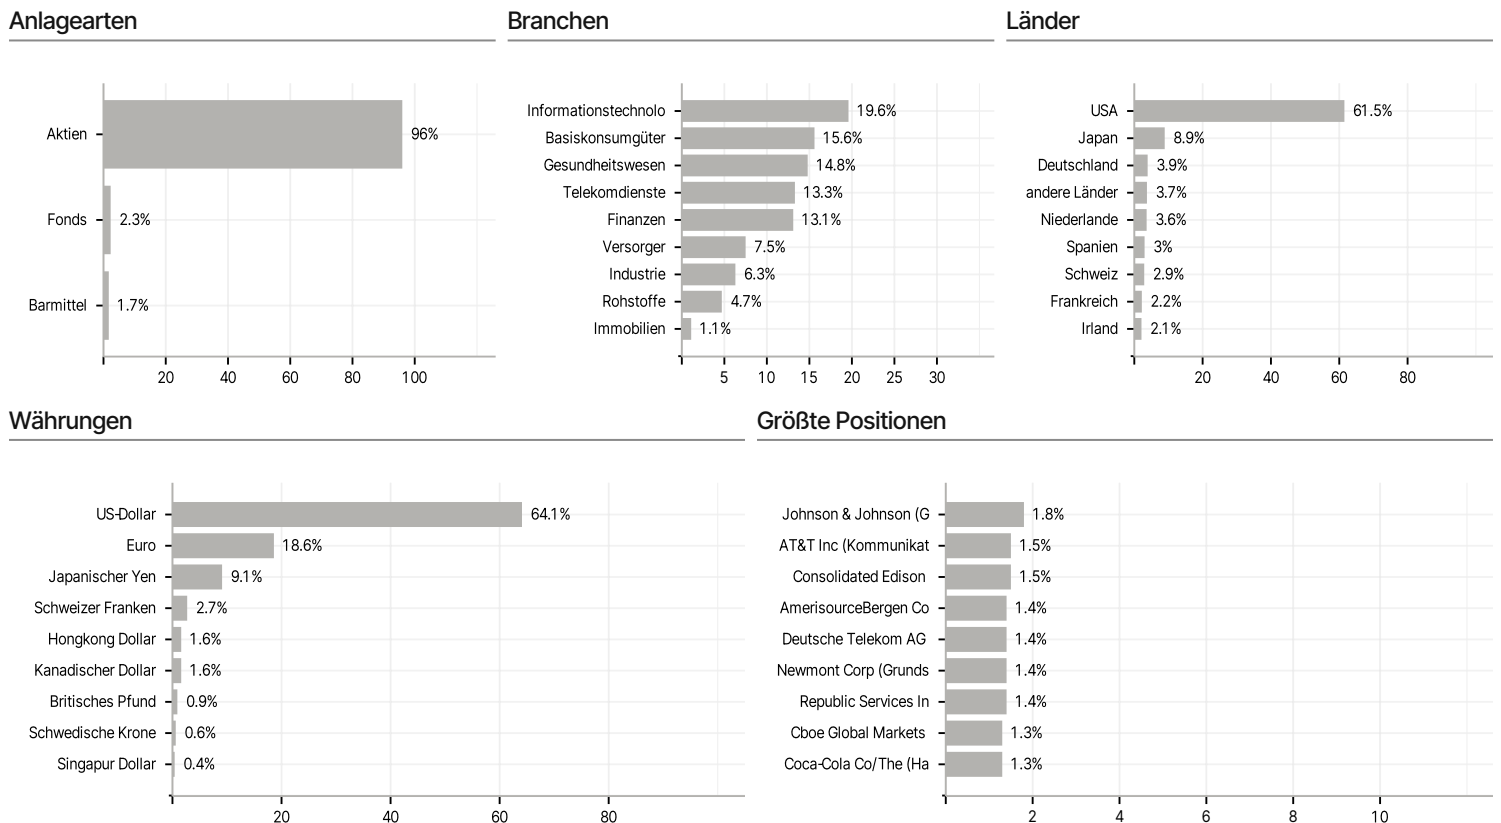 Anlagearten
Aktien 96%
Fonds 2.3%
Barmittel 1.7%
20 40 60 80 100
Branchen
Informationstechnolo 19.6%
Basiskonsumgüter 15.6%
Gesundheitswesen 14.8%
Telekomdienste 13.3%
Finanzen 13.1%
Versorger 7.5%
Industrie 6.3%
Rohstoffe 4.7%
Immobilien 1.1%
5 10 15 20 25 30
Länder
USA 61.5%
Japan 8.9%
Deutschland 3.9%
andere Länder 3.7%
Niederlande 3.6%
Spanien 3%
Schweiz 2.9%
Frankreich 2.2%
Irland 2.1%
20 40 60 80
Währungen
US-Dollar 64.1%
Euro 18.6%
Japanischer Yen 9.1%
Schweizer Franken 2.7%
Hongkong Dollar 1.6%
Kanadischer Dollar 1.6%
Britisches Pfund 0.9%
Schwedische Krone 0.6%
Singapur Dollar 0.4%
20 40 60 80
Größte Positionen
Johnson & Johnson (G 1.8%
AT&T Inc (Kommunikat 1.5%
Consolidated Edison 1.5%
AmerisourceBergen Co 1.4%
Deutsche Telekom AG 1.4%
Newmont Corp (Grunds 1.4%
Republic Services In 1.4%
Cboe Global Markets 1.3%
Coca-Cola Co/The (Ha 1.3%
2 4 6 8 10